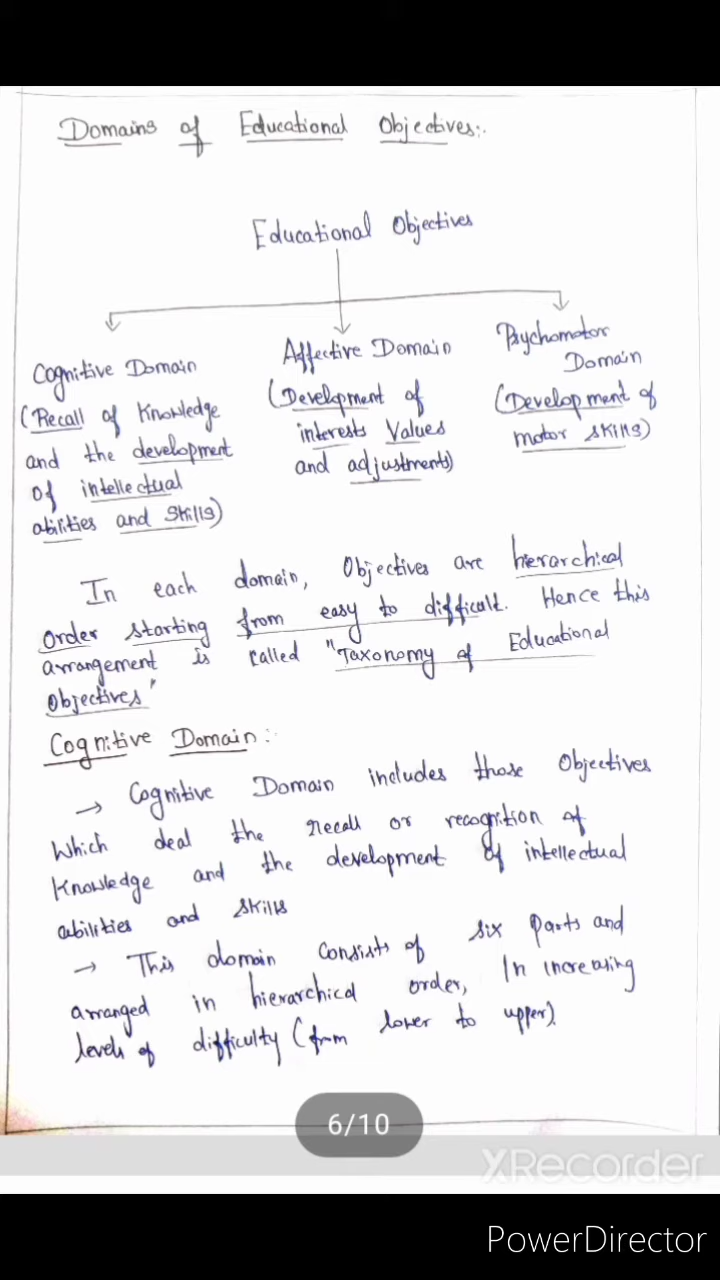 Domains of Educational Objectives:.
Educational Objectives
Cognitive Domain
(Recall of Knowledge
and the development
of intellectual
abilities and skills)
Affective Domain
(Development of
interests Values
and adjustments)
Psychomotor
Domain
(Development of
motor skills)
In each domain, Objectives are hierarchical
order starting from easy to difficult. Hence this
arrangement is called "Taxonomy of Educational
Objectives"
Cognitive Domain:
→ Cognitive Domain includes those Objectives
Which deal the recall or recognition of
Knowledge and the development of intellectual
abilities and skills
→ This domain consists of six parts and
arranged in hierarchical order, In increasing
levels of difficulty (from lower to upper).
6/10
XRecorder
PowerDirector